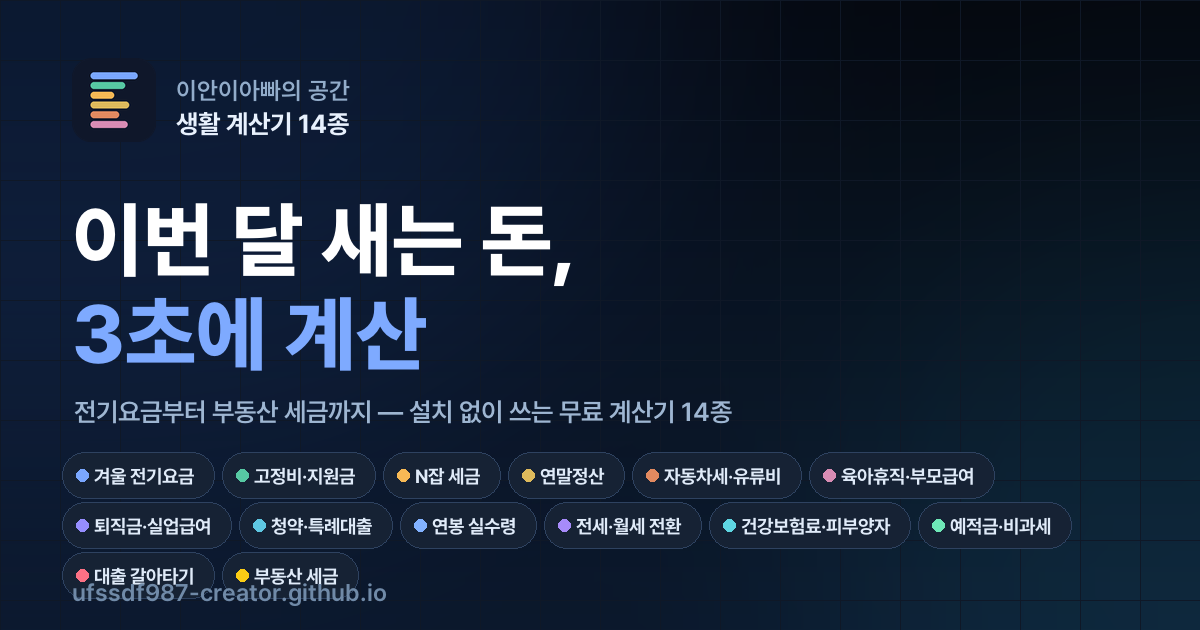 이안이아빠의 공간
생활 계산기 14종
이번 달 새는 돈,
3초에 계산
전기요금부터 부동산 세금까지 — 설치 없이 쓰는 무료 계산기 14종
겨울 전기요금 고정비·지원금 N잡 세금 연말정산 자동차세·유류비 육아휴직·부모급여
퇴직금·실업급여 청약·특례대출 연봉 실수령 전세·월세 전환 건강보험료·피부양자 예적금·비과세
대출 갈아타기 부동산 세금
ufssdf987-creator.github.io